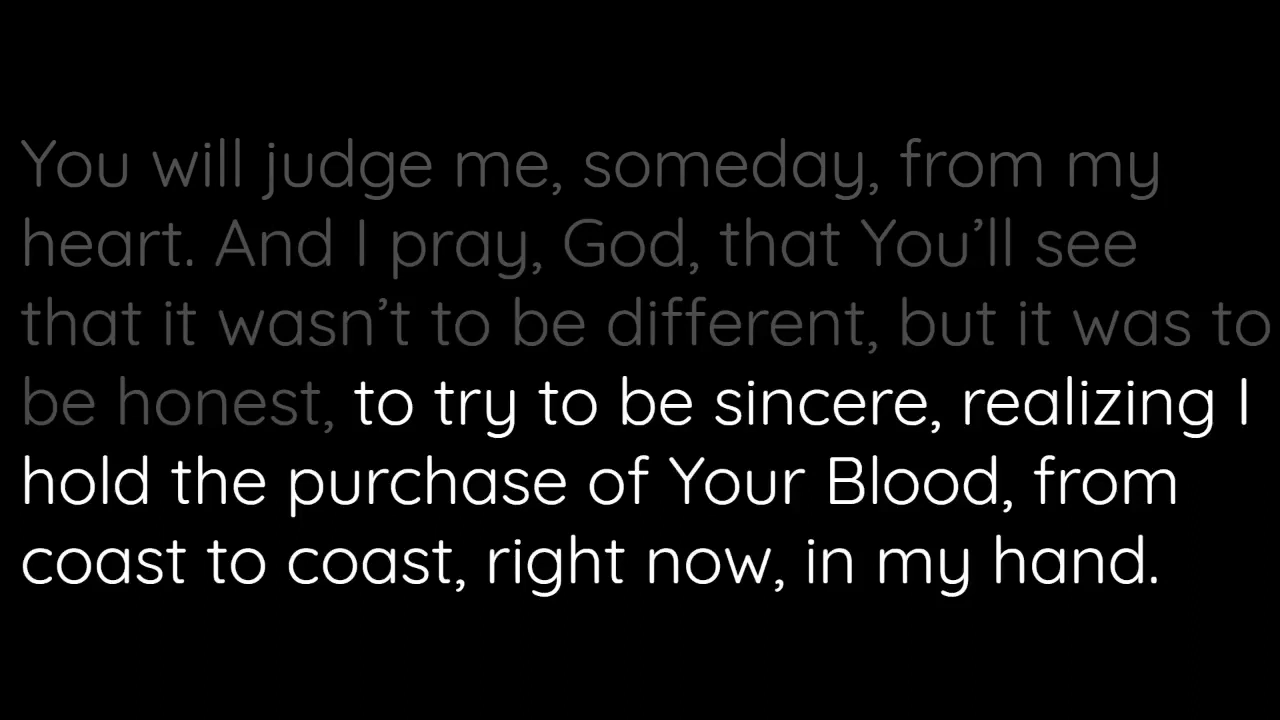 You will judge me, someday, from my
heart. And I pray, God, that You’ll see
that it wasn’t to be different, but it was to
be honest, to try to be sincere, realizing I
hold the purchase of Your Blood, from
coast to coast, right now, in my hand.